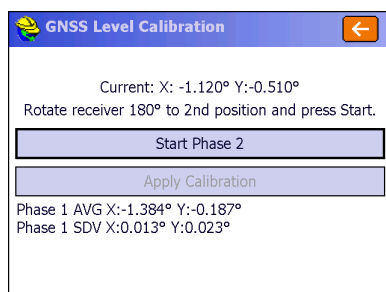 GNSS Level Calibration
Current: X: -1.120° Y:-0.510°
Rotate receiver 180° to 2nd position and press Start.
Start Phase 2
Apply Calibration
Phase 1 AVG X:-1.384° Y:-0.187°
Phase 1 SDV X:0.013° Y:0.023°